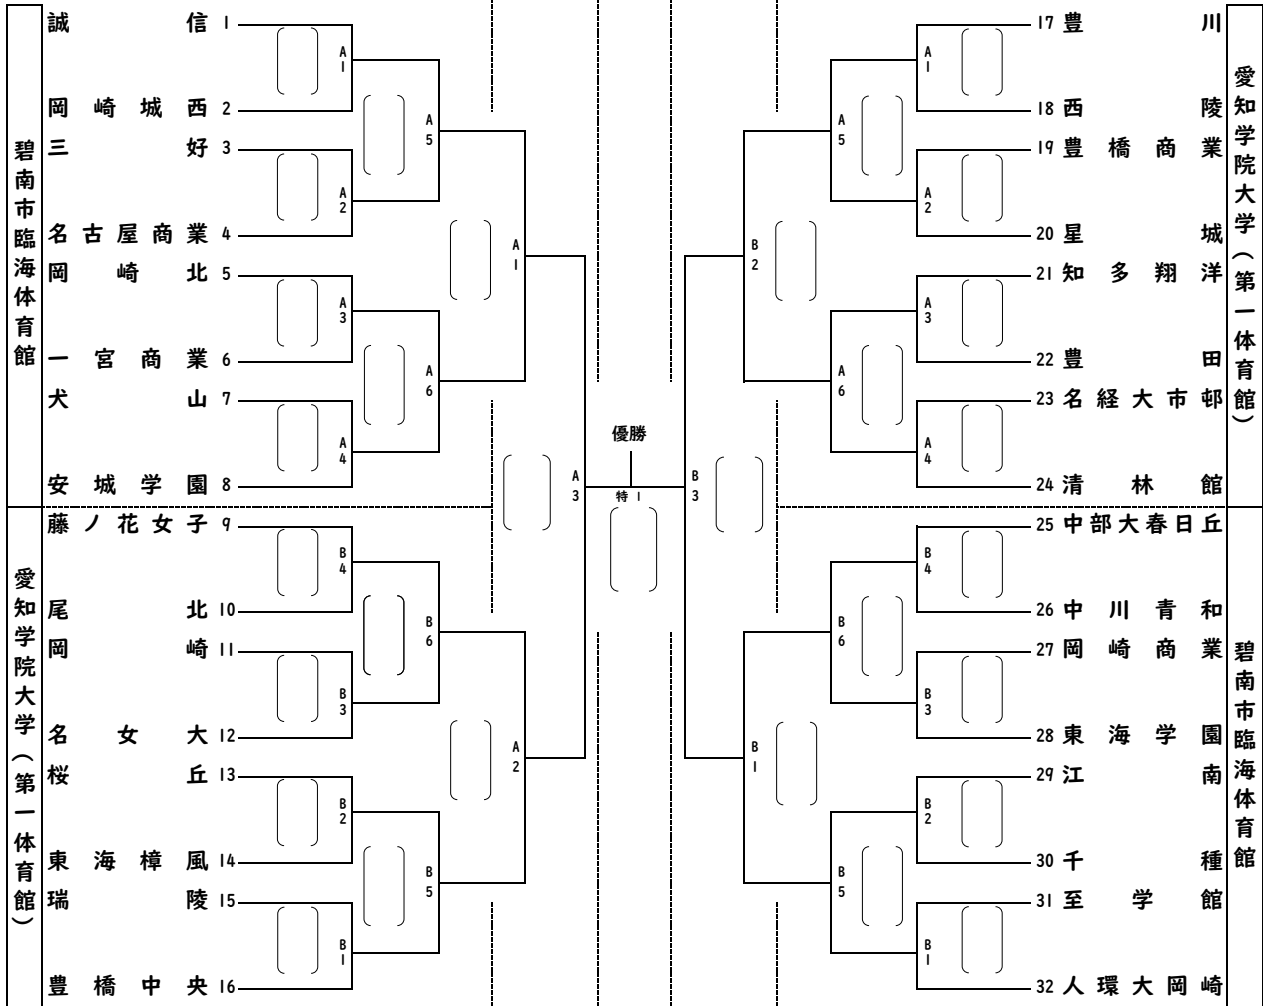 碧南市臨海体育館
誠信 1
A1
岡崎城西 2
A5
三好 3
A2
名古屋商業 4
A1
岡崎北 5
A3
一宮商業 6
A6
犬山 7
A4
安城学園 8
A3
愛知学院大学(第一体育館)
藤ノ花女子 9
B4
尾北 10
B6
岡崎 11
B3
名女大 12
A2
桜丘 13
B2
東海樟風 14
B5
瑞陵 15
B1
豊橋中央 16
優勝
特1
愛知学院大学(第一体育館)
17 豊川
A1
18 西陵
A5
19 豊橋商業
A2
20 星城
B2
21 知多翔洋
A3
22 豊田
A6
23 名経大市邨
A4
24 清林館
B3
碧南市臨海体育館
25 中部大春日丘
B4
26 中川青和
B6
27 岡崎商業
B3
28 東海学園
B1
29 江南
B2
30 千種
B5
31 至学館
B1
32 人環大岡崎